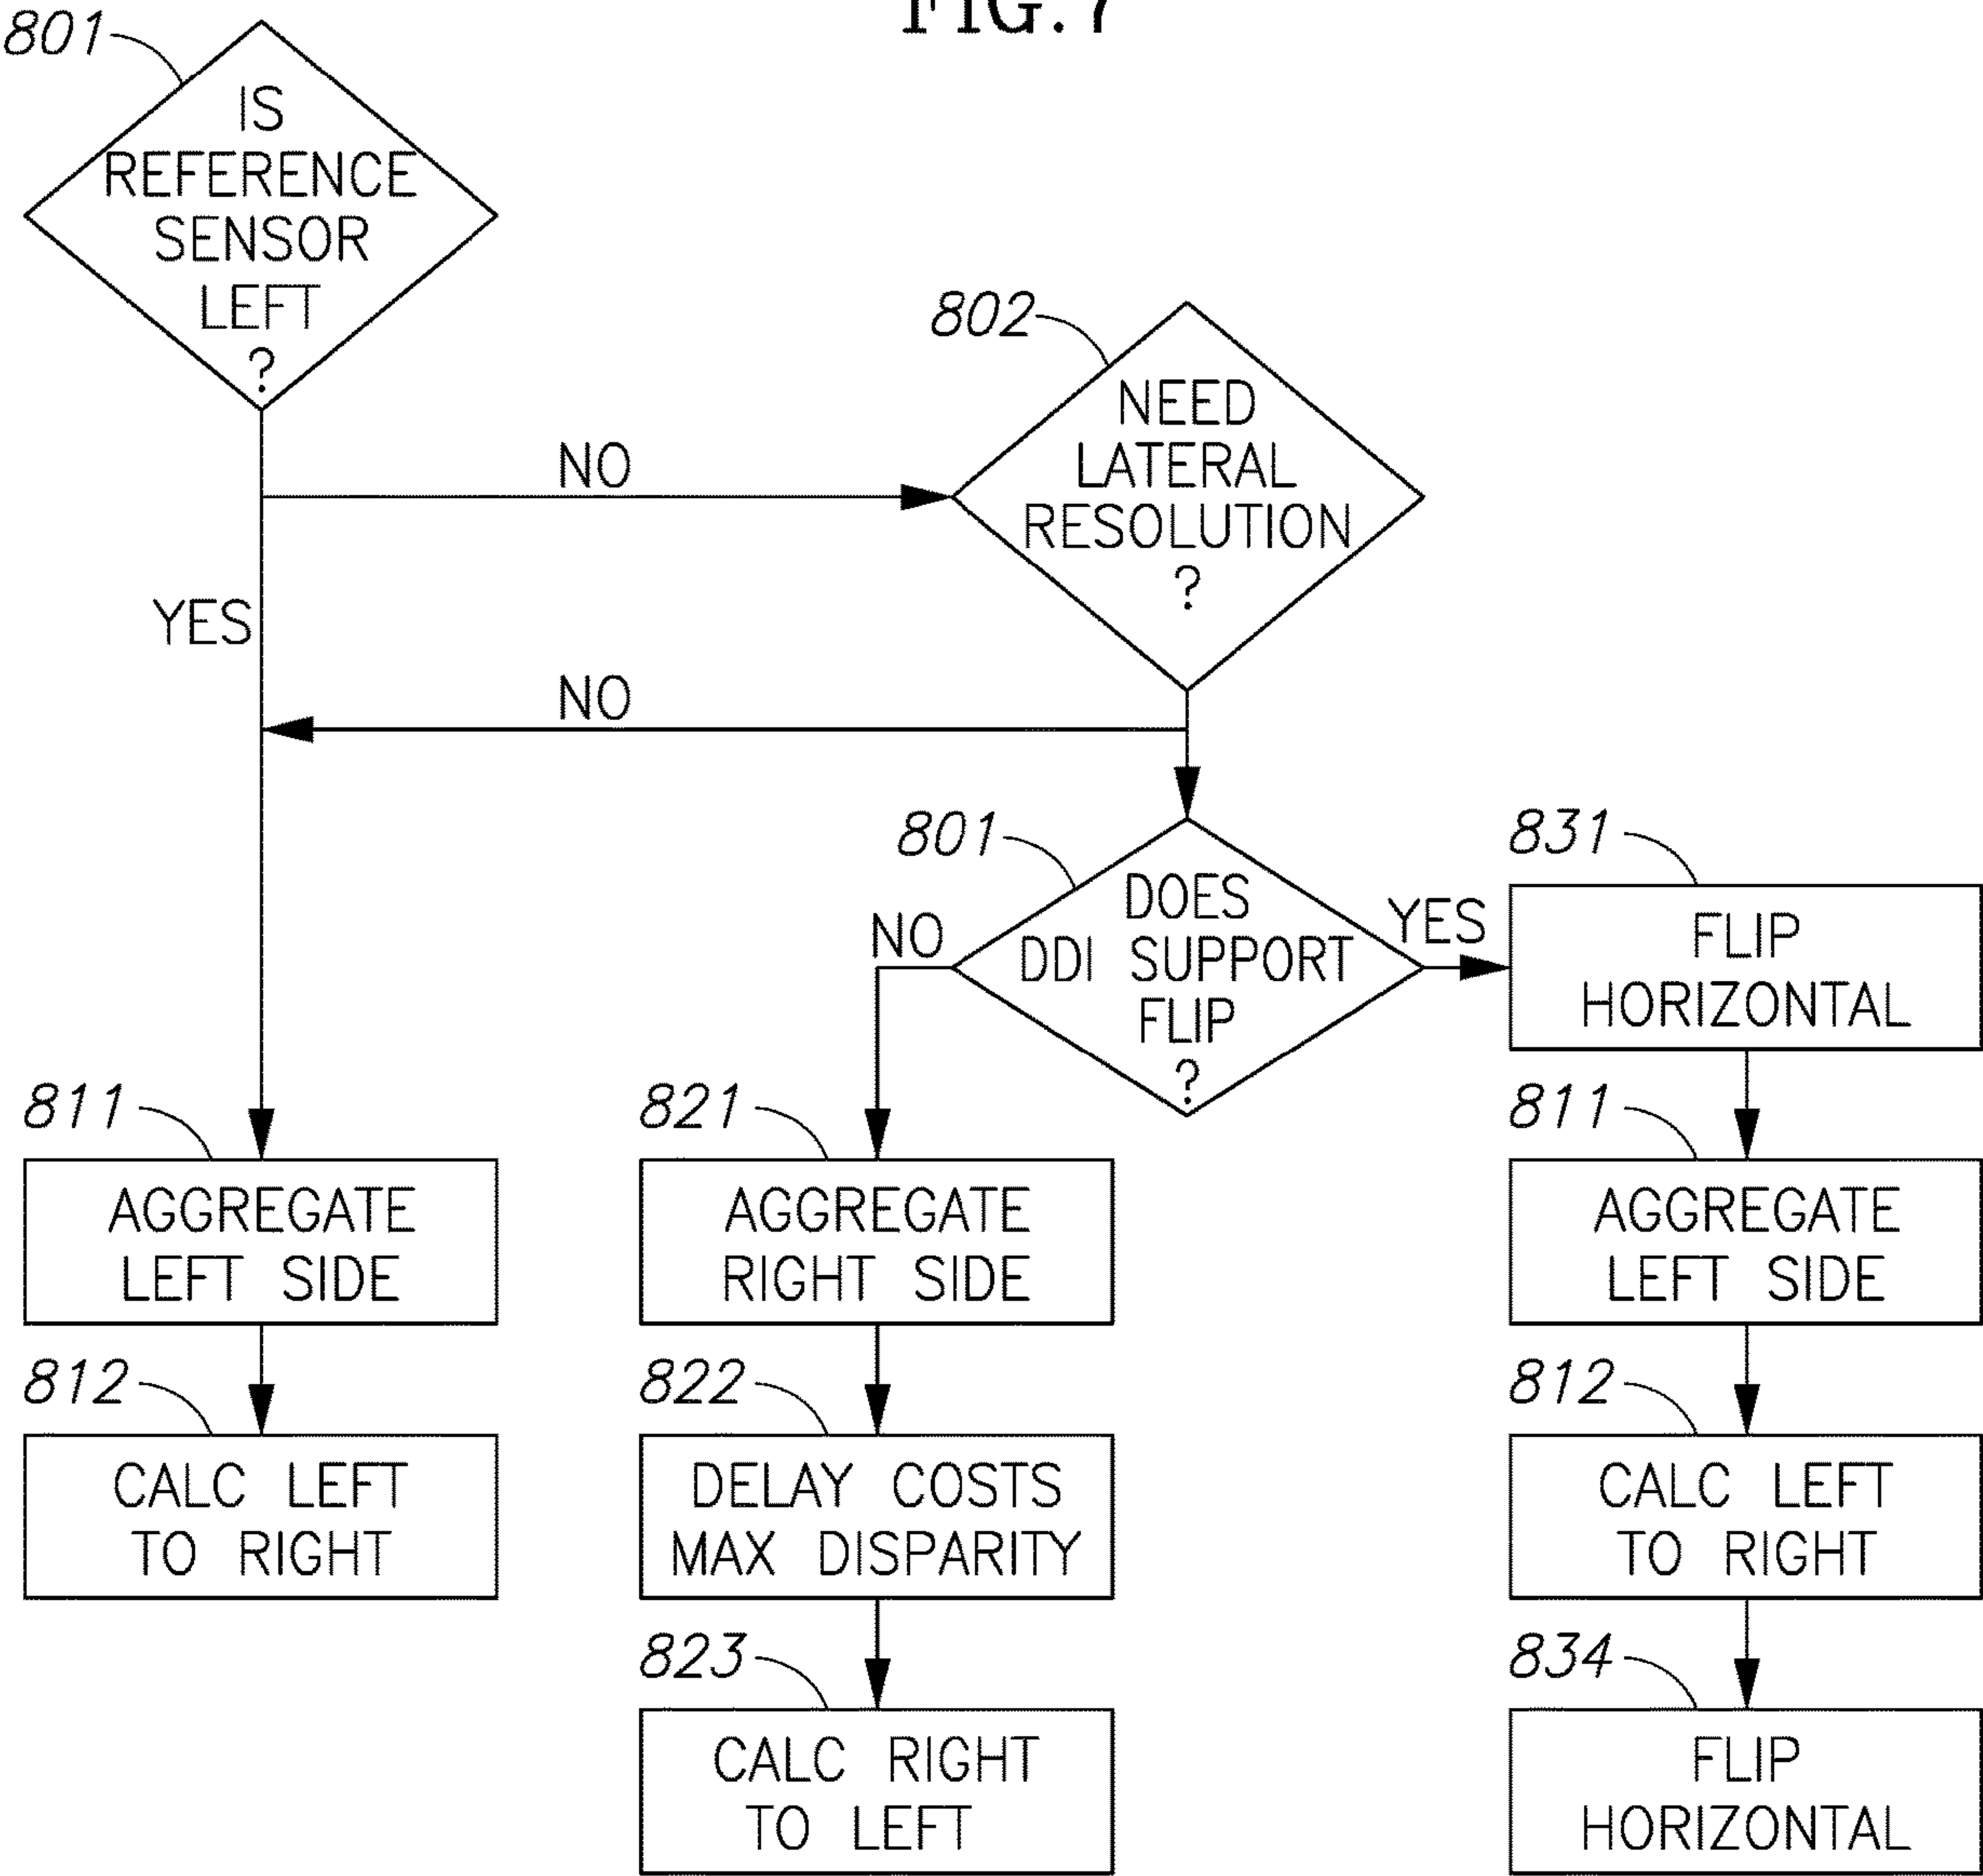 FIG.7
801
IS
REFERENCE
SENSOR
LEFT
?
802
NEED
LATERAL
RESOLUTION
?
NO
YES
NO
801
DOES
DDI SUPPORT
FLIP
?
NO
YES
831
FLIP
HORIZONTAL
811
AGGREGATE
LEFT SIDE
821
AGGREGATE
RIGHT SIDE
811
AGGREGATE
LEFT SIDE
812
CALC LEFT
TO RIGHT
822
DELAY COSTS
MAX DISPARITY
812
CALC LEFT
TO RIGHT
823
CALC RIGHT
TO LEFT
834
FLIP
HORIZONTAL